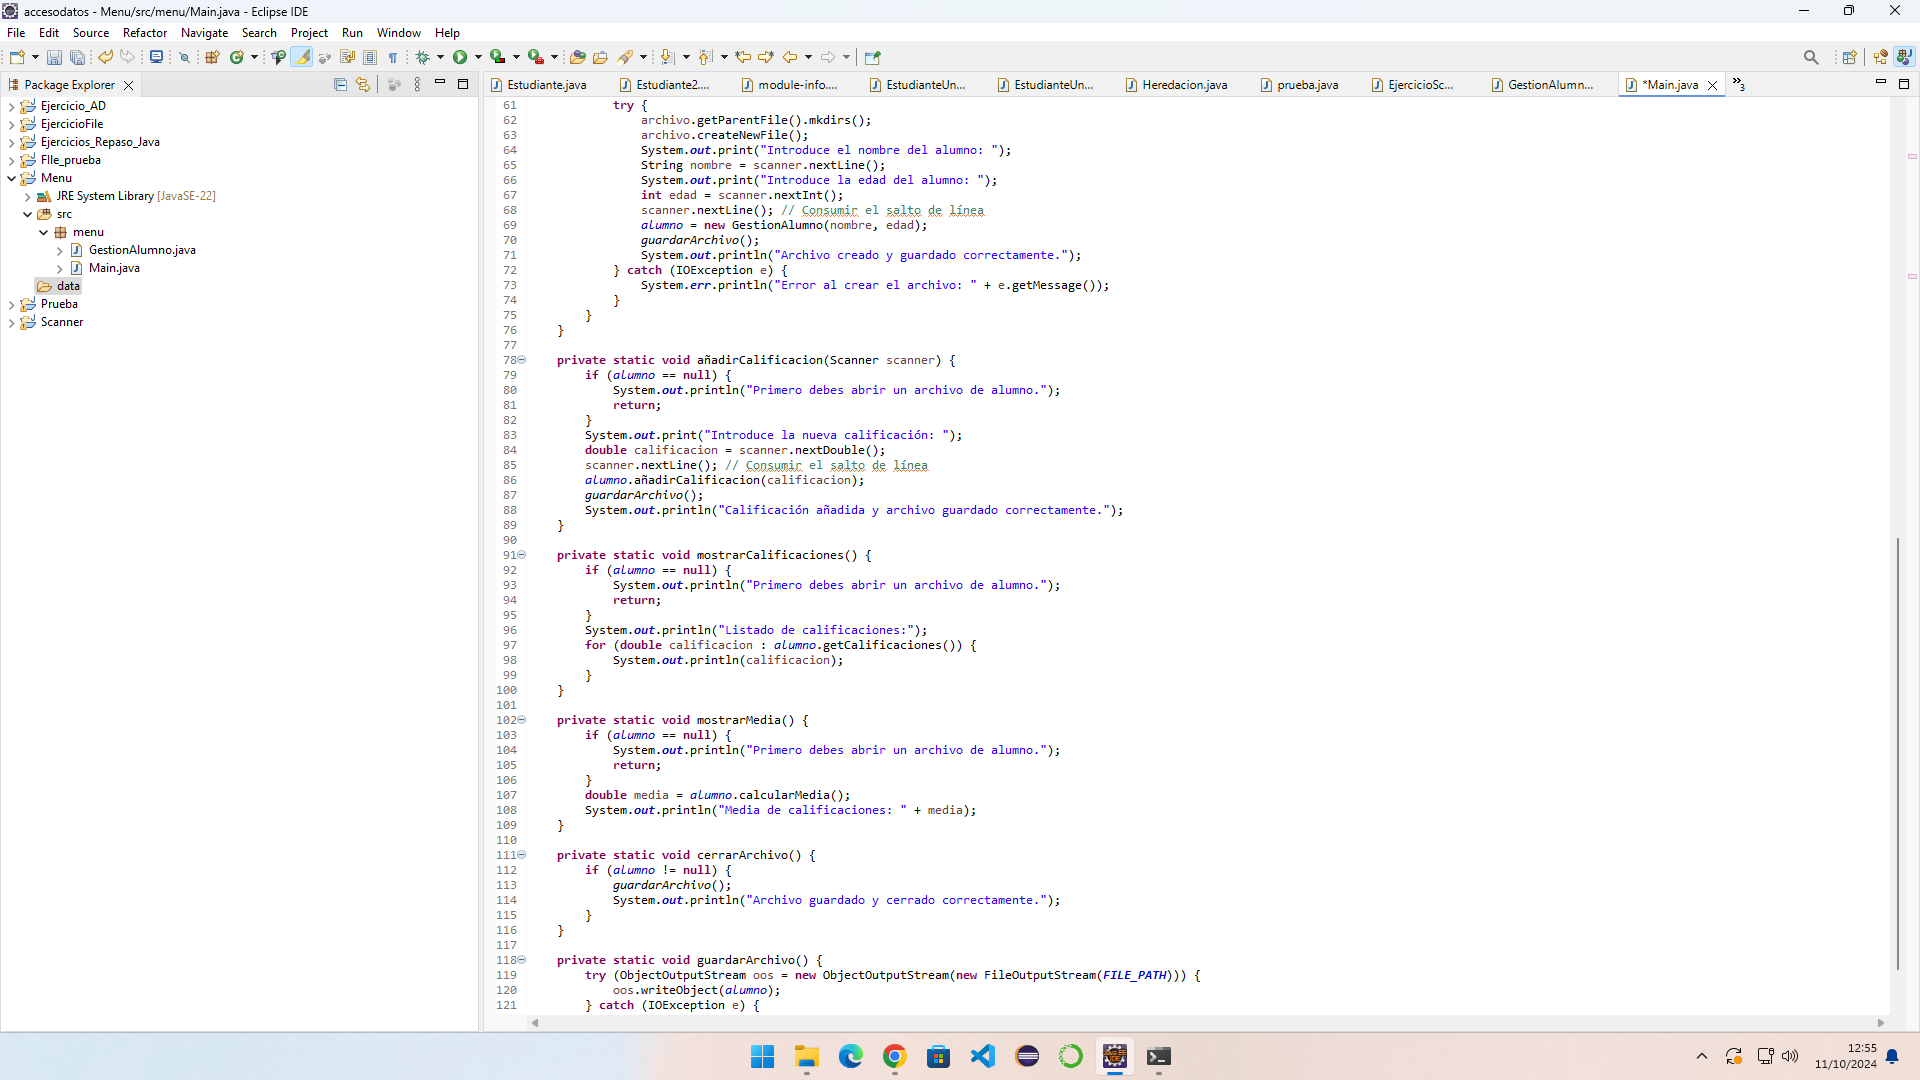 accesodatos - Menu/src/menu/Main.java - Eclipse IDE
File Edit Source Refactor Navigate Search Project Run Window Help
Package Explorer
Ejercicio_AD
EjercicioFile
Ejercicios_Repaso_Java
FIle_prueba
Menu
JRE System Library [JavaSE-22]
src
menu
GestionAlumno.java
Main.java
data
Prueba
Scanner
Estudiante.java Estudiante2.... module-info.... EstudianteUn... EstudianteUn... Heredacion.java prueba.java EjercicioSc... GestionAlumn... *Main.java »3
61 try {
62 archivo.getParentFile().mkdirs();
63 archivo.createNewFile();
64 System.out.print("Introduce el nombre del alumno: ");
65 String nombre = scanner.nextLine();
66 System.out.print("Introduce la edad del alumno: ");
67 int edad = scanner.nextInt();
68 scanner.nextLine(); // Consumir el salto de línea
69 alumno = new GestionAlumno(nombre, edad);
70 guardarArchivo();
71 System.out.println("Archivo creado y guardado correctamente.");
72 } catch (IOException e) {
73 System.err.println("Error al crear el archivo: " + e.getMessage());
74 }
75 }
76 }
77
78 private static void añadirCalificacion(Scanner scanner) {
79 if (alumno == null) {
80 System.out.println("Primero debes abrir un archivo de alumno.");
81 return;
82 }
83 System.out.print("Introduce la nueva calificación: ");
84 double calificacion = scanner.nextDouble();
85 scanner.nextLine(); // Consumir el salto de línea
86 alumno.añadirCalificacion(calificacion);
87 guardarArchivo();
88 System.out.println("Calificación añadida y archivo guardado correctamente.");
89 }
90
91 private static void mostrarCalificaciones() {
92 if (alumno == null) {
93 System.out.println("Primero debes abrir un archivo de alumno.");
94 return;
95 }
96 System.out.println("Listado de calificaciones:");
97 for (double calificacion : alumno.getCalificaciones()) {
98 System.out.println(calificacion);
99 }
100 }
101
102 private static void mostrarMedia() {
103 if (alumno == null) {
104 System.out.println("Primero debes abrir un archivo de alumno.");
105 return;
106 }
107 double media = alumno.calcularMedia();
108 System.out.println("Media de calificaciones: " + media);
109 }
110
111 private static void cerrarArchivo() {
112 if (alumno != null) {
113 guardarArchivo();
114 System.out.println("Archivo guardado y cerrado correctamente.");
115 }
116 }
117
118 private static void guardarArchivo() {
119 try (ObjectOutputStream oos = new ObjectOutputStream(new FileOutputStream(FILE_PATH))) {
120 oos.writeObject(alumno);
121 } catch (IOException e) {
12:55
11/10/2024